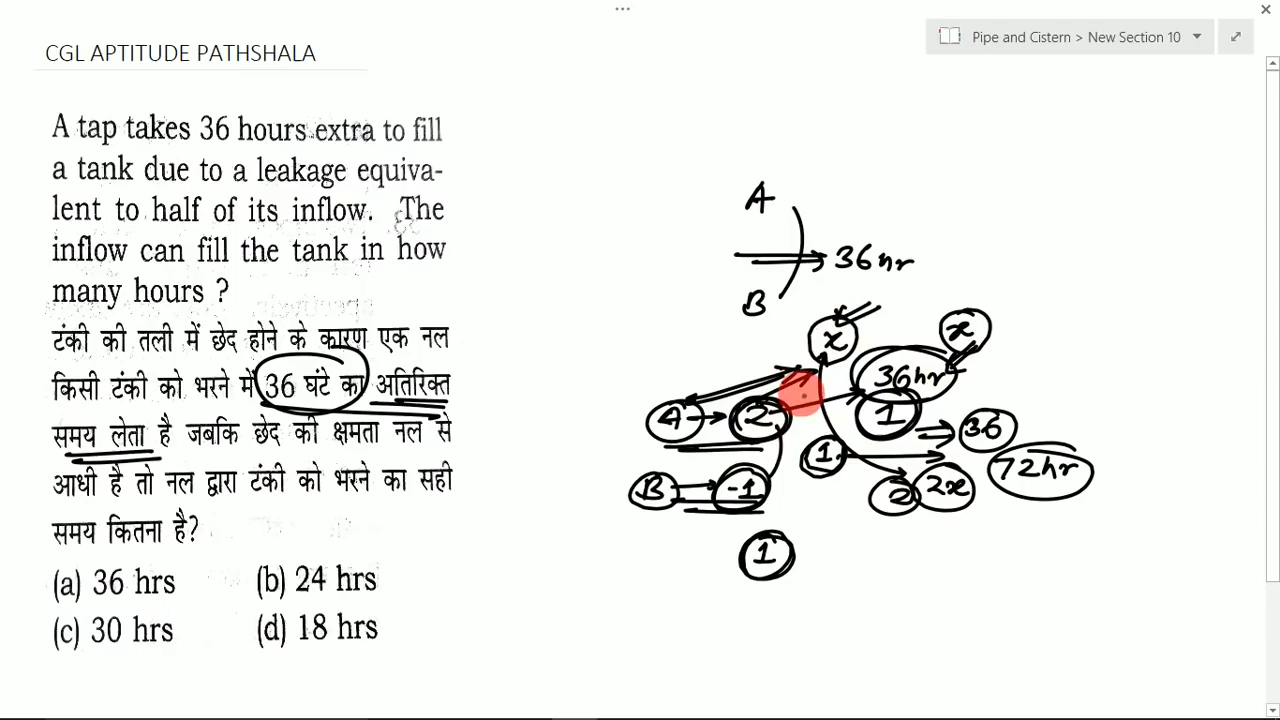 ...
Pipe and Cistern > New Section 10
CGL APTITUDE PATHSHALA
A tap takes 36 hours extra to fill
a tank due to a leakage equiva-
lent to half of its inflow. The
inflow can fill the tank in how
many hours ?
टंकी की तली में छेद होने के कारण एक नल
किसी टंकी को भरने में 36 घंटे का अतिरिक्त
समय लेता है जबकि छेद की क्षमता नल से
आधी है तो नल द्वारा टंकी को भरने का सही
समय कितना है?
(a) 36 hrs (b) 24 hrs
(c) 30 hrs (d) 18 hrs
A
36 hr
B
x x
36hr
A 2 1 36
1 72 hr
B -1 2 2x
1